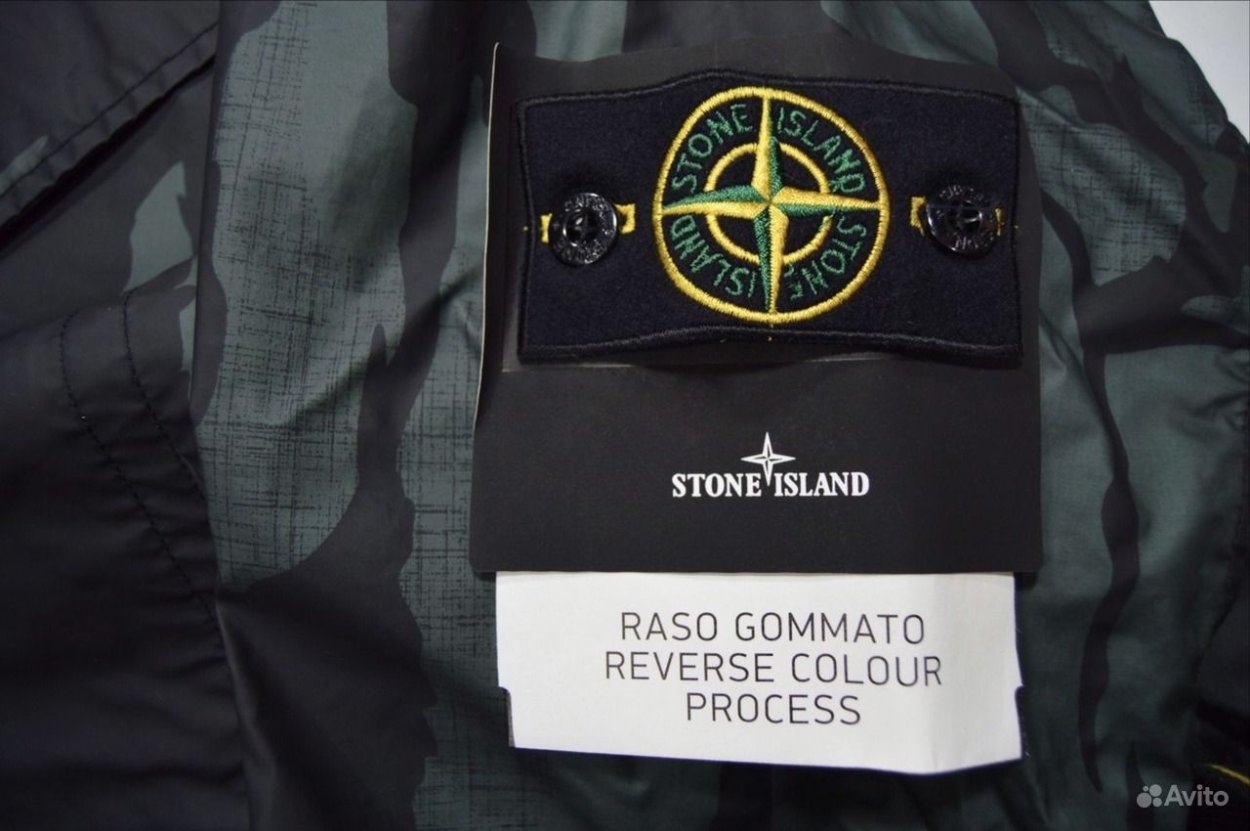 STONE ISLAND STONE ISLAND
STONE ISLAND
RASO GOMMATO
REVERSE COLOUR
PROCESS
Avito